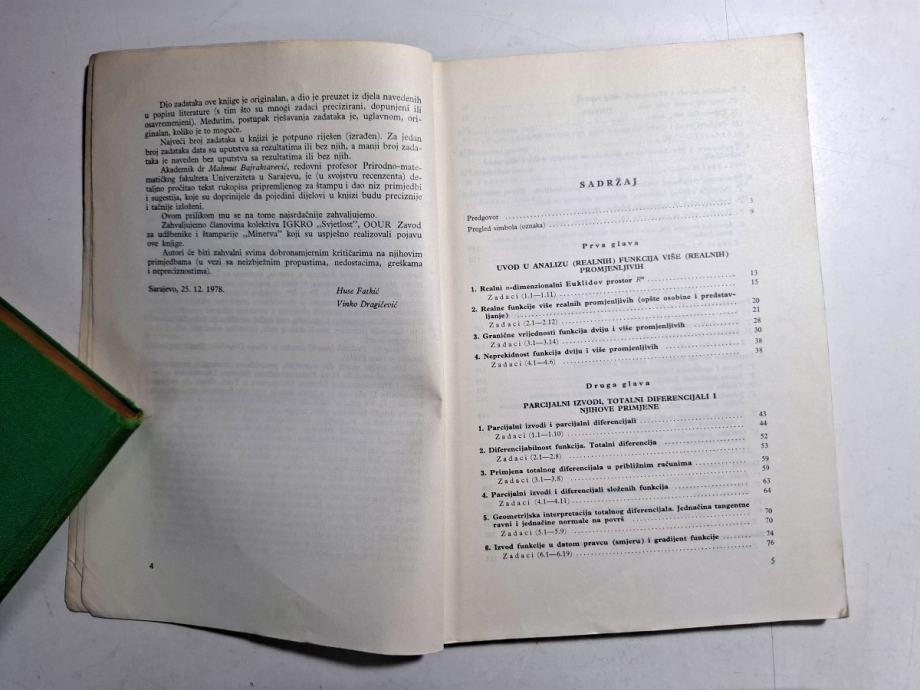 Dio zadataka ove knjige je originalan, a dio je preuzet iz djela navedenih
u popisu literature (s tim što su mnogi zadaci precizirani, dopunjeni ili
osavremenjeni). Međutim, postupak rješavanja zadataka je, uglavnom, ori-
ginalan, koliko je to moguće.
Najveći broj zadataka u knjizi je potpuno riješen (izrađen). Za jedan
broj zadataka data su uputstva sa rezultatima ili bez njih, a manji broj zada-
taka je naveden bez uputstva sa rezultatima ili bez njih.
Akademik dr Mahmut Bajraktarević, redovni profesor Prirodno-mate-
matičkog fakulteta Univerziteta u Sarajevu, je (u svojstvu recenzenta) de-
taljno pročitao tekst rukopisa pripremljenog za štampu i dao niz primjedbi
i sugestija, koje su doprinijele da pojedini dijelovi u knjizi budu preciznije
i tačnije izloženi.
Ovom prilikom mu se na tome najsrdačnije zahvaljujemo.
Zahvaljujemo članovima kolektiva IGKRO „Svjetlost", OOUR Zavod
za udžbenike i štamparije „Minerva" koji su uspješno realizovali pojavu
ove knjige.
Autori će biti zahvalni svima dobronamjernim kritičarima na njihovim
primjedbama (u vezi sa neizbježnim propustima, nedostacima, greškama
i nepreciznostima).
Sarajevo, 25. 12. 1978.
Huse Fatkić
Vinko Dragičević
4
SADRŽAJ
Predgovor 3
Pregled simbola (oznaka) 9
Prva glava
UVOD U ANALIZU (REALNIH) FUNKCIJA VIŠE (REALNIH)
PROMJENLJIVIH
1. Realni n-dimenzionalni Euklidov prostor Eⁿ 13
Zadaci (1.1—1.11) 15
2. Realne funkcije više realnih promjenljivih (opšte osobine i predstav-
ljanje) 20
Zadaci (2.1—2.12) 21
3. Granične vrijednosti funkcija dviju i više promjenljivih 28
Zadaci (3.1—3.14) 30
4. Neprekidnost funkcija dviju i više promjenljivih 38
Zadaci (4.1—4.6) 38
Druga glava
PARCIJALNI IZVODI, TOTALNI DIFERENCIJALI I
NJIHOVE PRIMJENE
1. Parcijalni izvodi i parcijalni diferencijali 43
Zadaci (1.1—1.10) 44
2. Diferencijabilnost funkcija. Totalni diferencija 52
Zadaci (2.1—2.8) 53
3. Primjena totalnog diferencijala u približnim računima 59
Zadaci (3.1—3.8) 59
4. Parcijalni izvodi i diferencijali složenih funkcija 63
Zadaci (4.1—4.11) 64
5. Geometrijska interpretacija totalnog diferencijala. Jednačina tangentne
ravni i jednačine normale na površ 70
Zadaci (5.1—5.9) 70
6. Izvod funkcije u datom pravcu (smjeru) i gradijent funkcije 74
Zadaci (6.1—6.19) 76
5